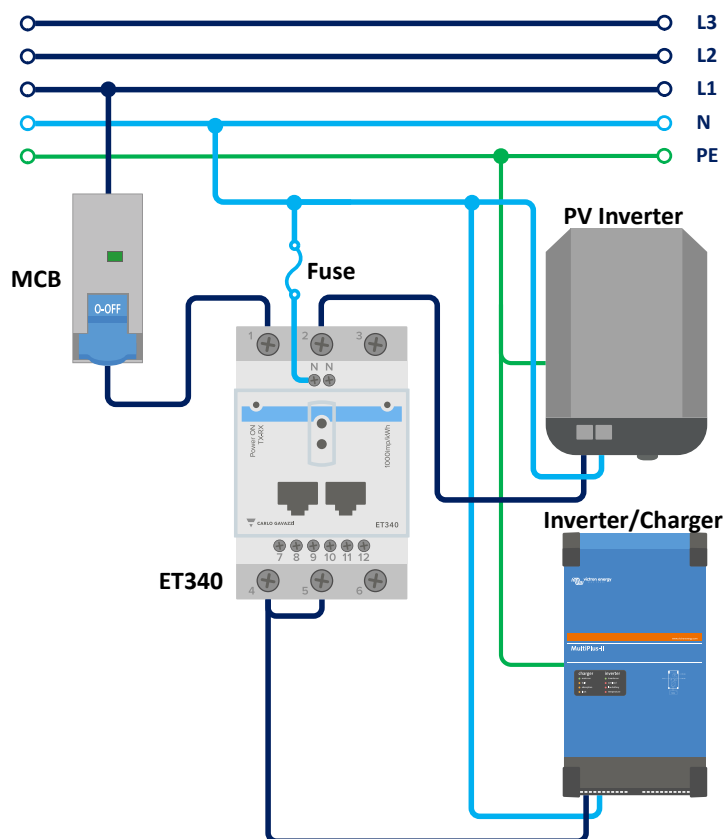 L3
L2
L1
N
PE
PV Inverter
MCB
Fuse
O-OFF
1 2 3
N N
Power ON
TX-RX
1000imp/kWh
CARLO GAVAZZI
ET340
7 8 9 10 11 12
4 5 6
ET340
Inverter/Charger
victron energy
MultiPlus-II
charger inverter